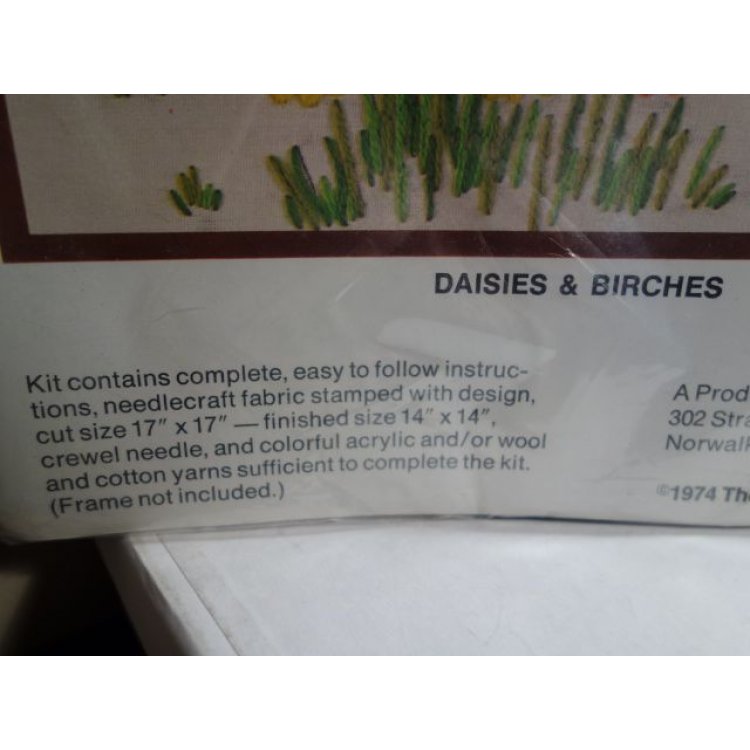 DAISIES & BIRCHES
Kit contains complete, easy to follow instruc-
tions, needlecraft fabric stamped with design,
cut size 17" x 17" — finished size 14" x 14",
crewel needle, and colorful acrylic and/or wool
and cotton yarns sufficient to complete the kit.
(Frame not included.)
A Prod
302 Stra
Norwalk
©1974 The